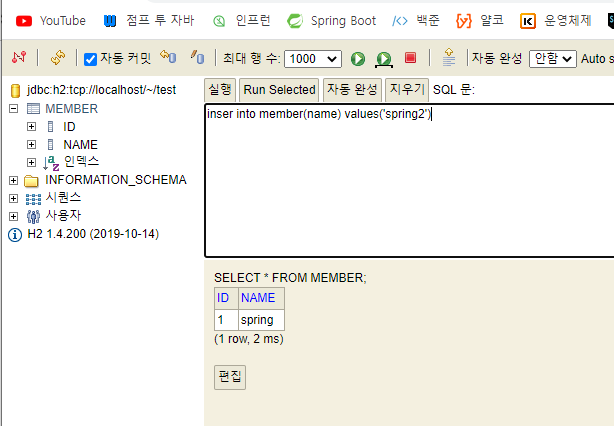 YouTube 점프 투 자바 인프런 Spring Boot 백준 얄코 운영체제
자동 커밋 최대 행 수: 1000 자동 완성 안함 Auto s
jdbc:h2:tcp://localhost/~/test
MEMBER
ID
NAME
인덱스
INFORMATION_SCHEMA
시퀀스
사용자
H2 1.4.200 (2019-10-14)
실행 Run Selected 자동 완성 지우기 SQL 문:
inser into member(name) values('spring2')
SELECT * FROM MEMBER;
ID NAME
1 spring
(1 row, 2 ms)
편집